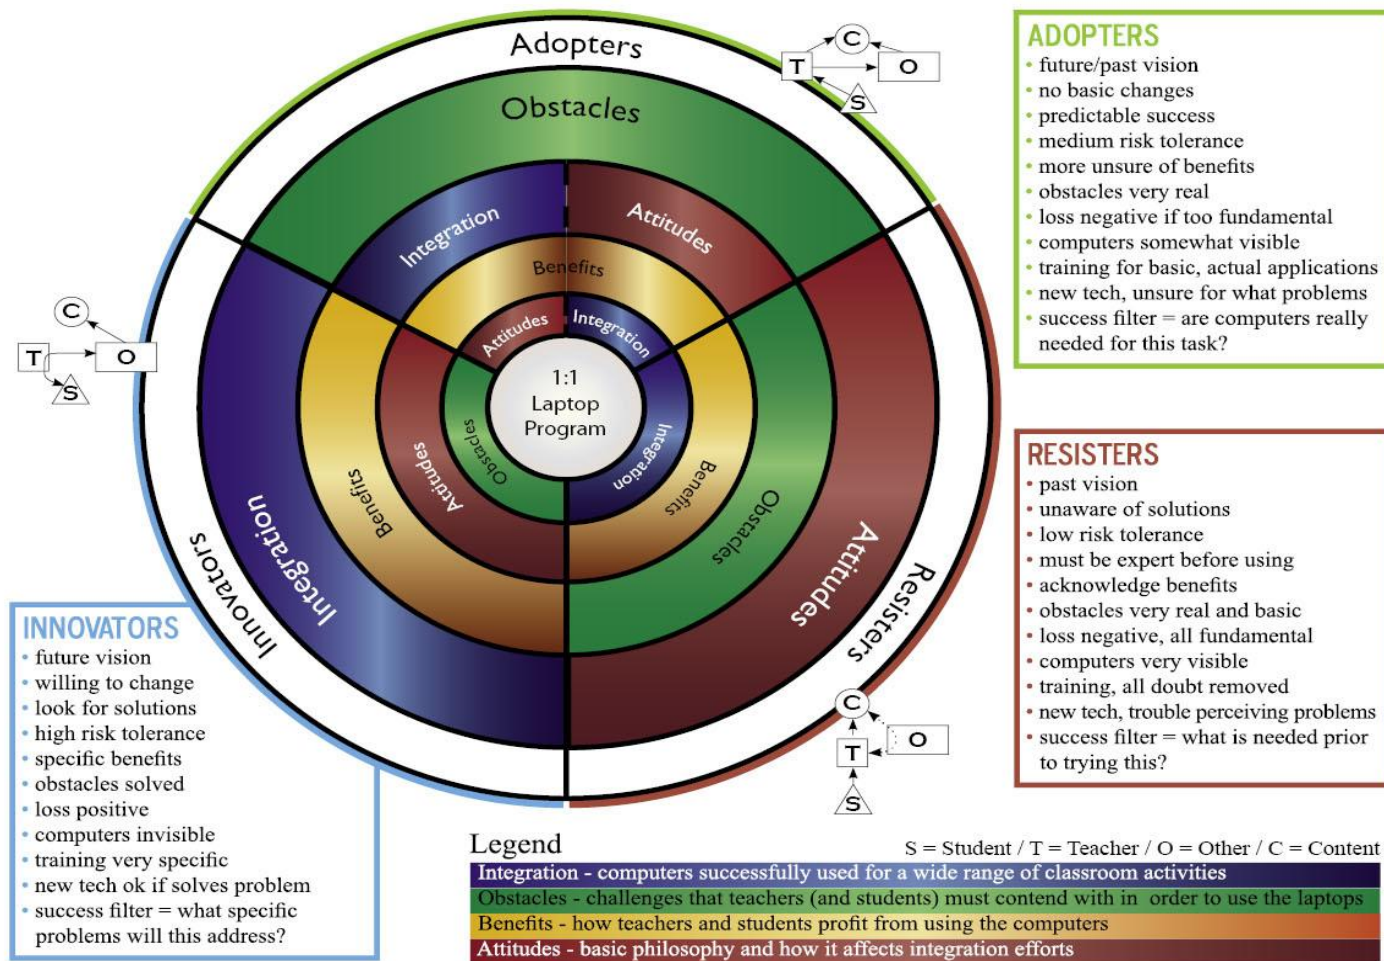 Adopters
Obstacles
Integration
Attitudes
Benefits
Attitudes
Integration
1:1
Laptop
Program
Innovators
Integration
Benefits
Attitudes
Obstacles
Integration
Benefits
Obstacles
Attitudes
Resisters
C
T
O
S
C
T
O
S
C
O
T
S
ADOPTERS
• future/past vision
• no basic changes
• predictable success
• medium risk tolerance
• more unsure of benefits
• obstacles very real
• loss negative if too fundamental
• computers somewhat visible
• training for basic, actual applications
• new tech, unsure for what problems
• success filter = are computers really
needed for this task?
RESISTERS
• past vision
• unaware of solutions
• low risk tolerance
• must be expert before using
• acknowledge benefits
• obstacles very real and basic
• loss negative, all fundamental
• computers very visible
• training, all doubt removed
• new tech, trouble perceiving problems
• success filter = what is needed prior
to trying this?
INNOVATORS
• future vision
• willing to change
• look for solutions
• high risk tolerance
• specific benefits
• obstacles solved
• loss positive
• computers invisible
• training very specific
• new tech ok if solves problem
• success filter = what specific
problems will this address?
Legend
S = Student / T = Teacher / O = Other / C = Content
Integration - computers successfully used for a wide range of classroom activities
Obstacles - challenges that teachers (and students) must contend with in order to use the laptops
Benefits - how teachers and students profit from using the computers
Attitudes - basic philosophy and how it affects integration efforts